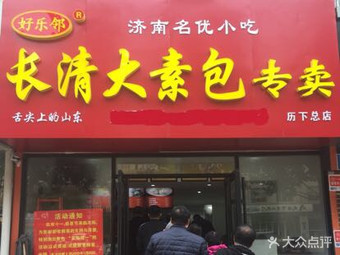 好乐邻®
济南名优小吃
长清大素包专卖
舌尖上的山东
历下总店
活动通知
大众点评